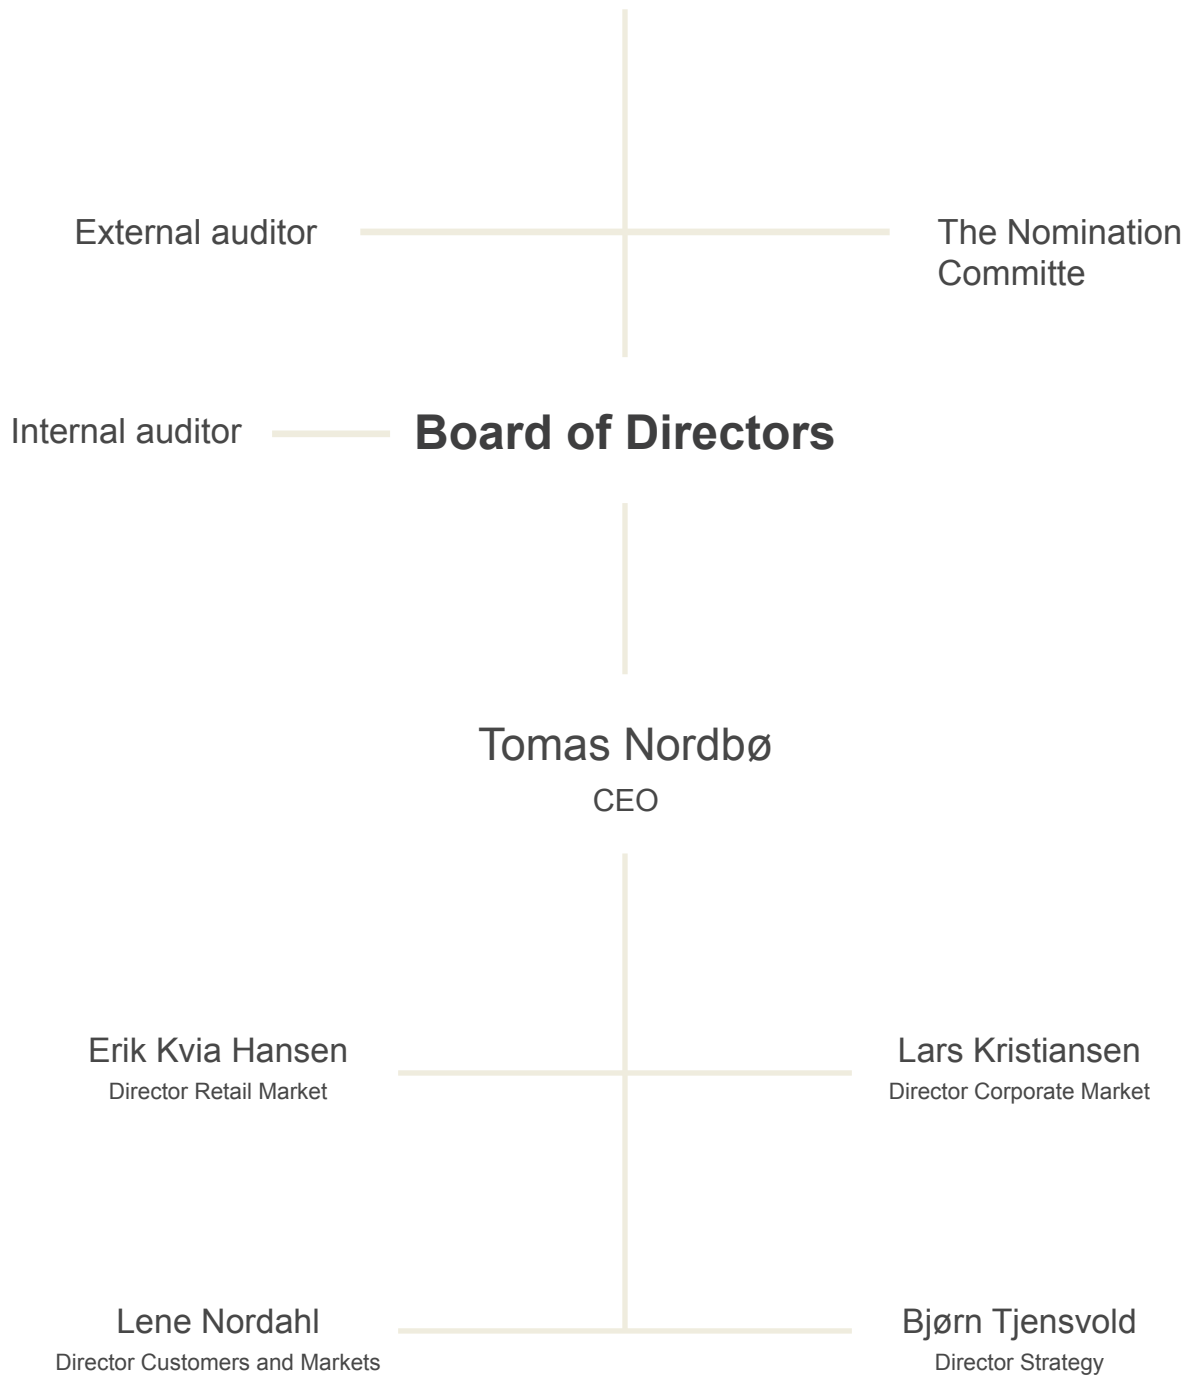 External auditor
The Nomination
Committe
Internal auditor
Board of Directors
Tomas Nordbø
CEO
Erik Kvia Hansen
Director Retail Market
Lars Kristiansen
Director Corporate Market
Lene Nordahl
Director Customers and Markets
Bjørn Tjensvold
Director Strategy